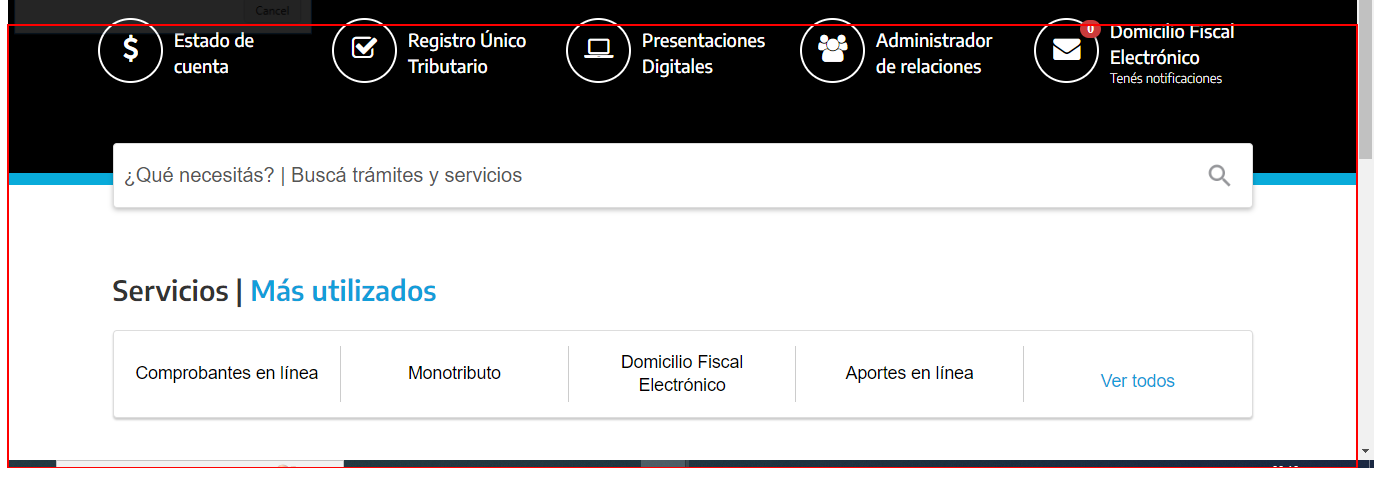 Cancel
Estado de
cuenta
Registro Único
Tributario
Presentaciones
Digitales
Administrador
de relaciones
0
Domicilio Fiscal
Electrónico
Tenés notificaciones
¿Qué necesitás? | Buscá trámites y servicios
Servicios | Más utilizados
Comprobantes en línea
Monotributo
Domicilio Fiscal
Electrónico
Aportes en línea
Ver todos